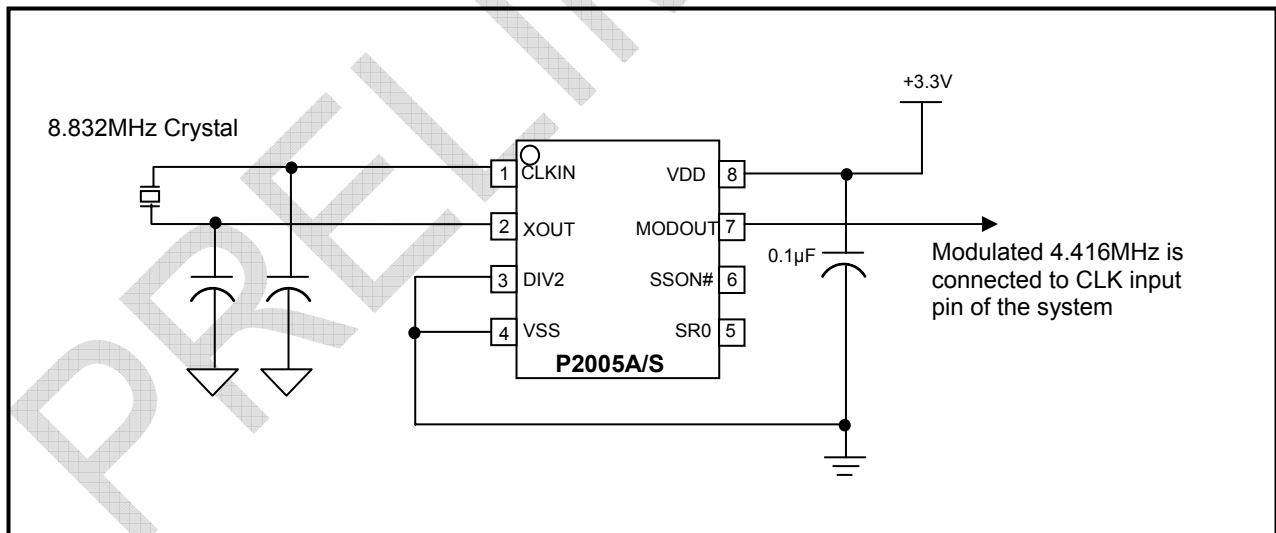 PRELI
+3.3V
8.832MHz Crystal
1 CLKIN
2 XOUT
3 DIV2
4 VSS
VDD 8
MODOUT 7
SSON# 6
SR0 5
P2005A/S
0.1µF
Modulated 4.416MHz is
connected to CLK input
pin of the system